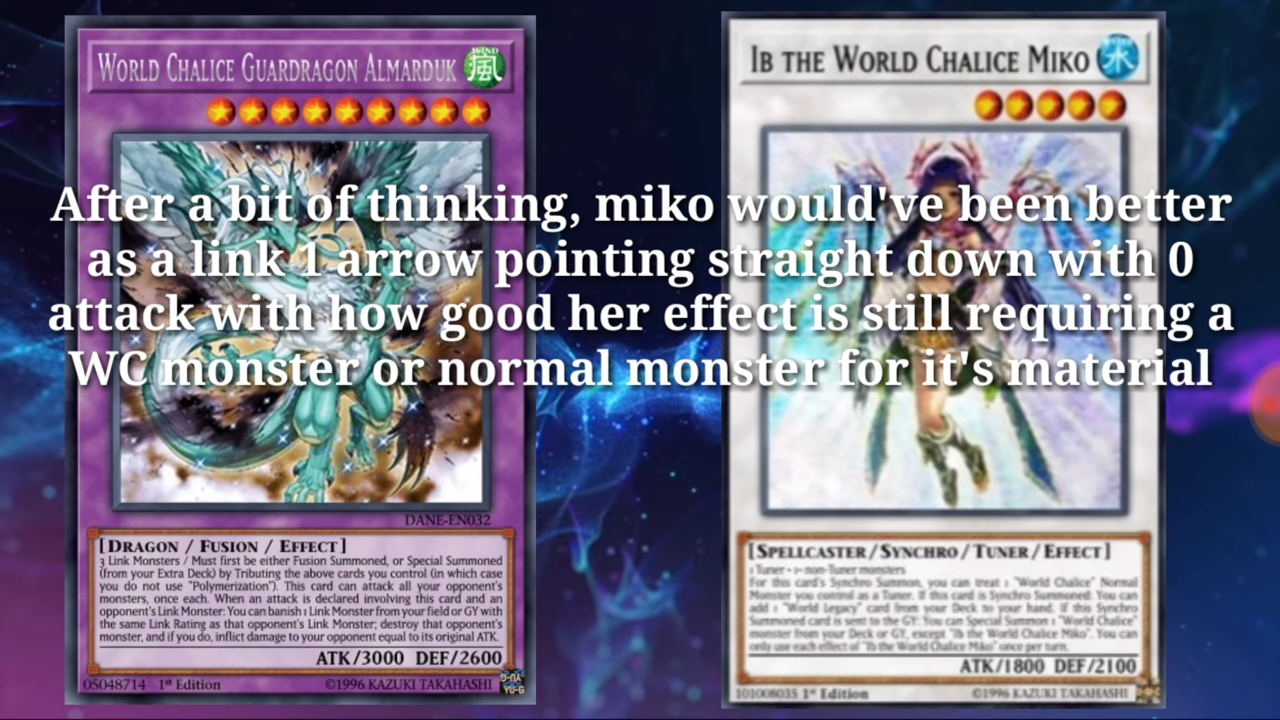 World Chalice Guardragon Almarduk
WIND
風
After a bit of thinking, miko would've been better
as a link 1 arrow pointing straight down with 0
attack with how good her effect is still requiring a
WC monster or normal monster for it's material
DANE-EN032
[Dragon / Fusion / Effect]
3 Link Monsters / Must first be either Fusion Summoned, or Special Summoned
(from your Extra Deck) by Tributing the above cards you control (in which case
you do not use "Polymerization"). This card can attack all your opponent's
monsters, once each. When an attack is declared involving this card and an
opponent's Link Monster: You can banish 1 Link Monster from your field or GY with
the same Link Rating as that opponent's Link Monster; destroy that opponent's
monster, and if you do, inflict damage to your opponent equal to its original ATK.
ATK/3000 DEF/2600
05048714 1st Edition ©1996 KAZUKI TAKAHASHI
Ib the World Chalice Miko
水
[Spellcaster/Synchro/Tuner/Effect]
1 Tuner + 1+ non-Tuner monsters
For this card's Synchro Summon, you can treat 1 "World Chalice" Normal
Monster you control as a Tuner. If this card is Synchro Summoned: You can
add 1 "World Legacy" card from your Deck to your hand. If this Synchro
Summoned card is sent to the GY: You can Special Summon 1 "World Chalice"
monster from your Deck or GY, except "Ib the World Chalice Miko". You can
only use each effect of "Ib the World Chalice Miko" once per turn.
ATK/1800 DEF/2100
101008035 1st Edition ©1996 KAZUKI TAKAHASHI